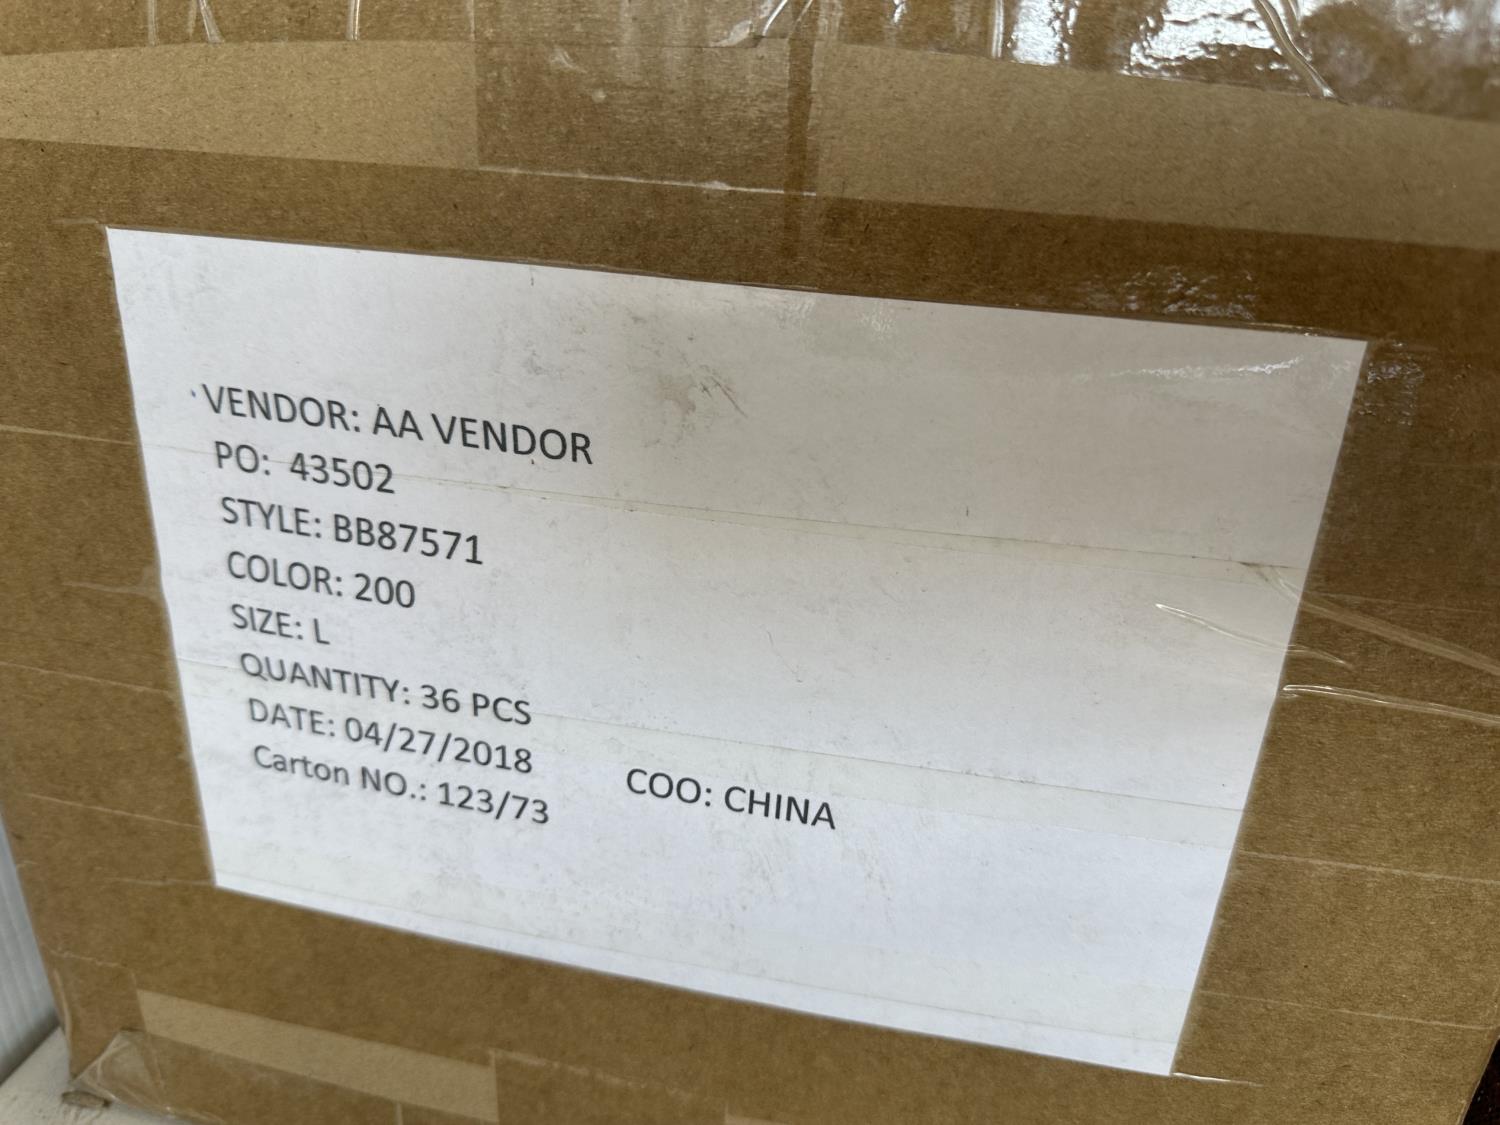 VENDOR: AA VENDOR
PO: 43502
STYLE: BB87571
COLOR: 200
SIZE: L
QUANTITY: 36 PCS
DATE: 04/27/2018
Carton NO.: 123/73 COO: CHINA